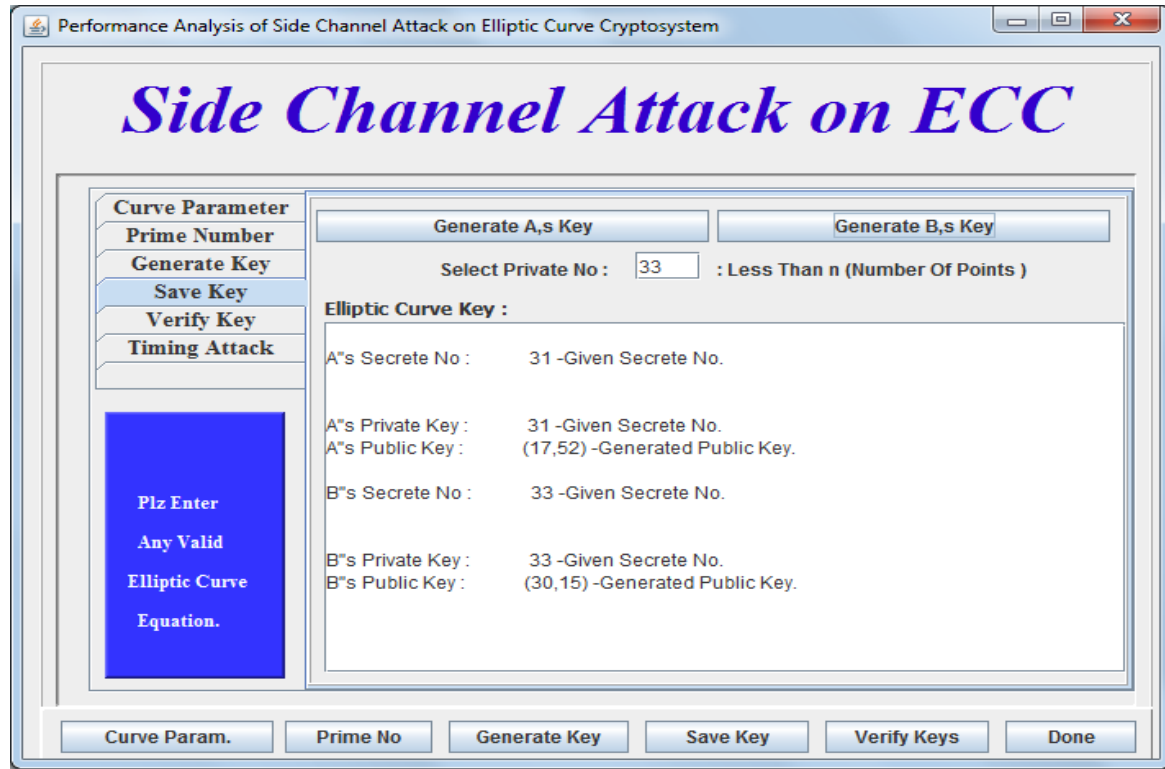 Performance Analysis of Side Channel Attack on Elliptic Curve Cryptosystem
Side Channel Attack on ECC
Curve Parameter
Prime Number
Generate Key
Save Key
Verify Key
Timing Attack
Plz Enter
Any Valid
Elliptic Curve
Equation.
Generate A,s Key
Generate B,s Key
Select Private No : 33 : Less Than n (Number Of Points )
Elliptic Curve Key :
A"s Secrete No : 31 -Given Secrete No.
A"s Private Key : 31 -Given Secrete No.
A"s Public Key : (17,52) -Generated Public Key.
B"s Secrete No : 33 -Given Secrete No.
B"s Private Key : 33 -Given Secrete No.
B"s Public Key : (30,15) -Generated Public Key.
Curve Param.
Prime No
Generate Key
Save Key
Verify Keys
Done